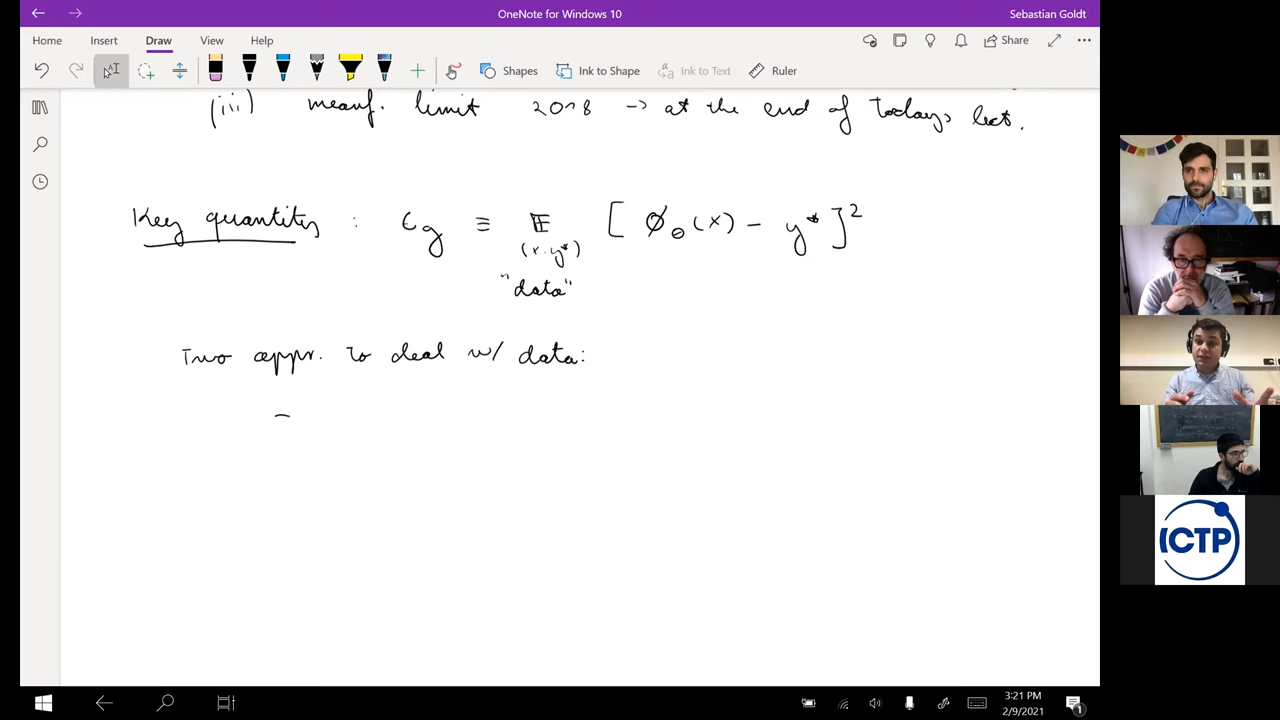 OneNote for Windows 10
Sebastian Goldt
Home Insert Draw View Help
Share
Shapes
Ink to Shape
Ink to Text
Ruler
(iii) meanf. limit 2018 → at the end of todays lect.
Key quantity : ϵg ≡ 𝔼 [ ϕθ(x) − y* ]²
(x,y*)
"data"
Two appr. to deal w/ data:
ICTP
3:21 PM
2/9/2021
1